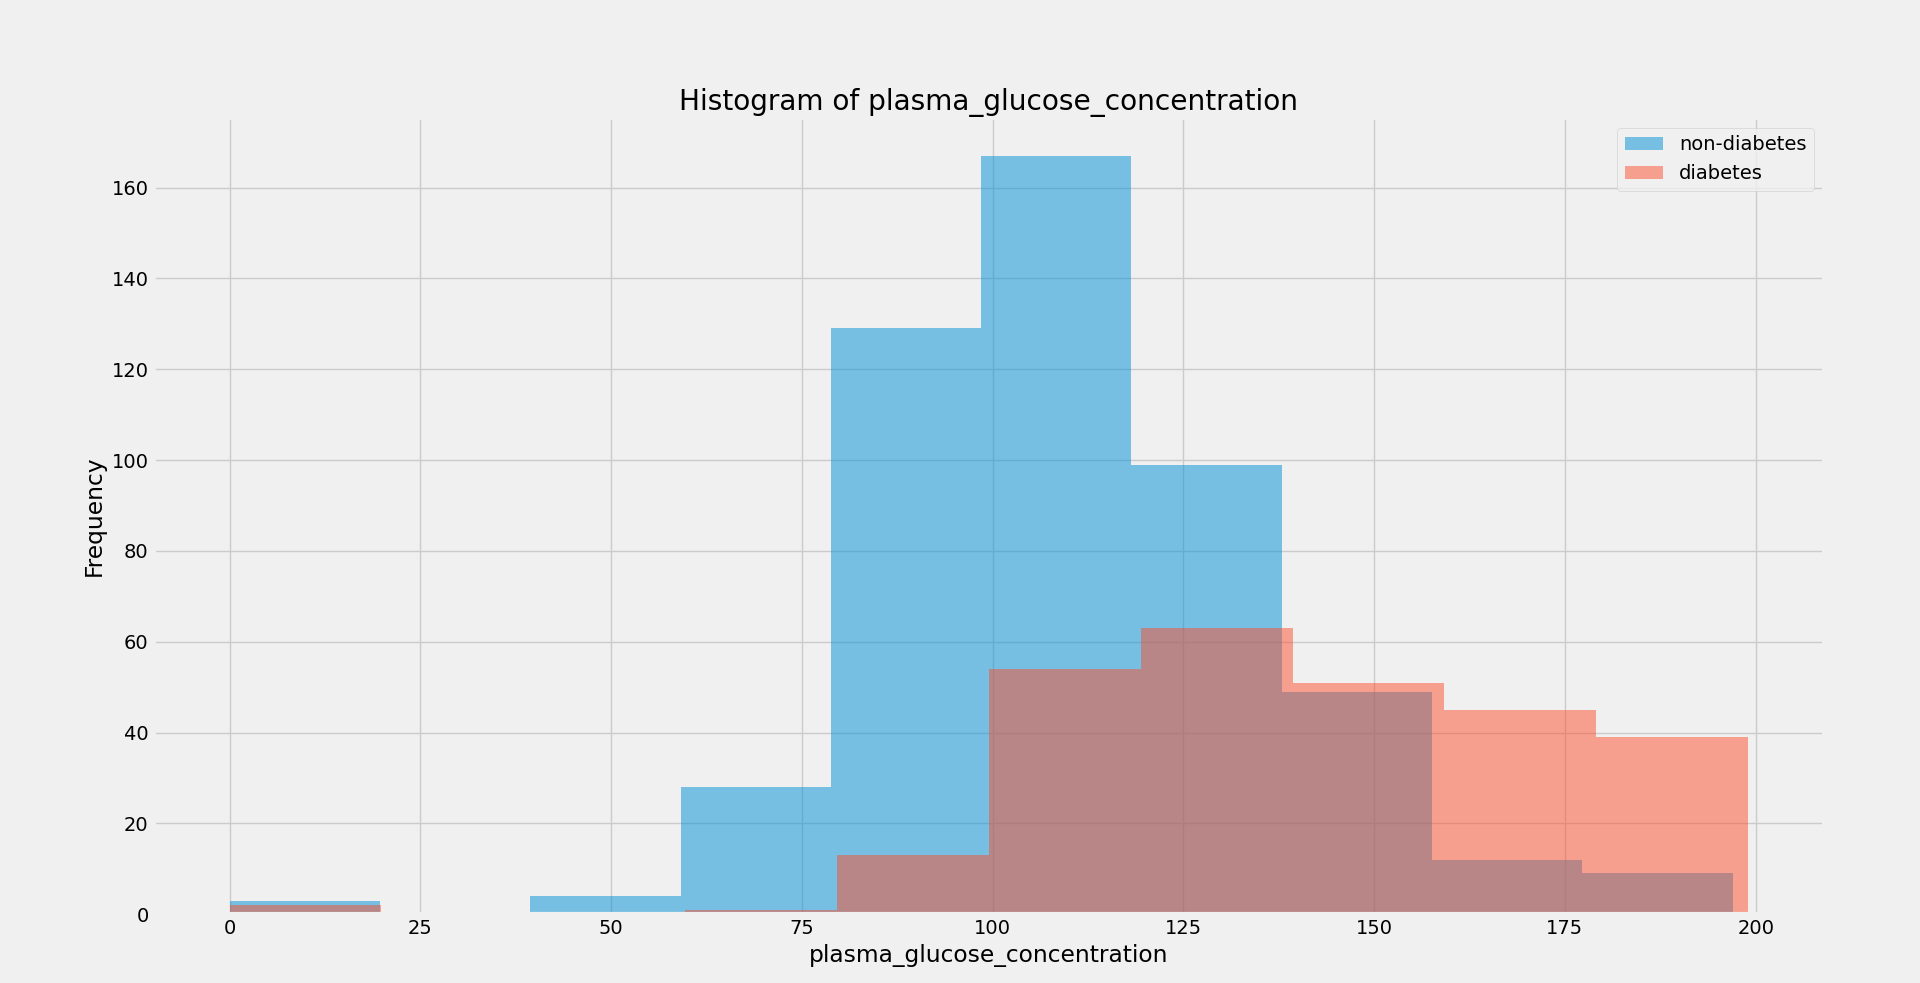 Histogram of plasma_glucose_concentration
non-diabetes
diabetes
Frequency
160
140
120
100
80
60
40
20
0
0 25 50 75 100 125 150 175 200
plasma_glucose_concentration